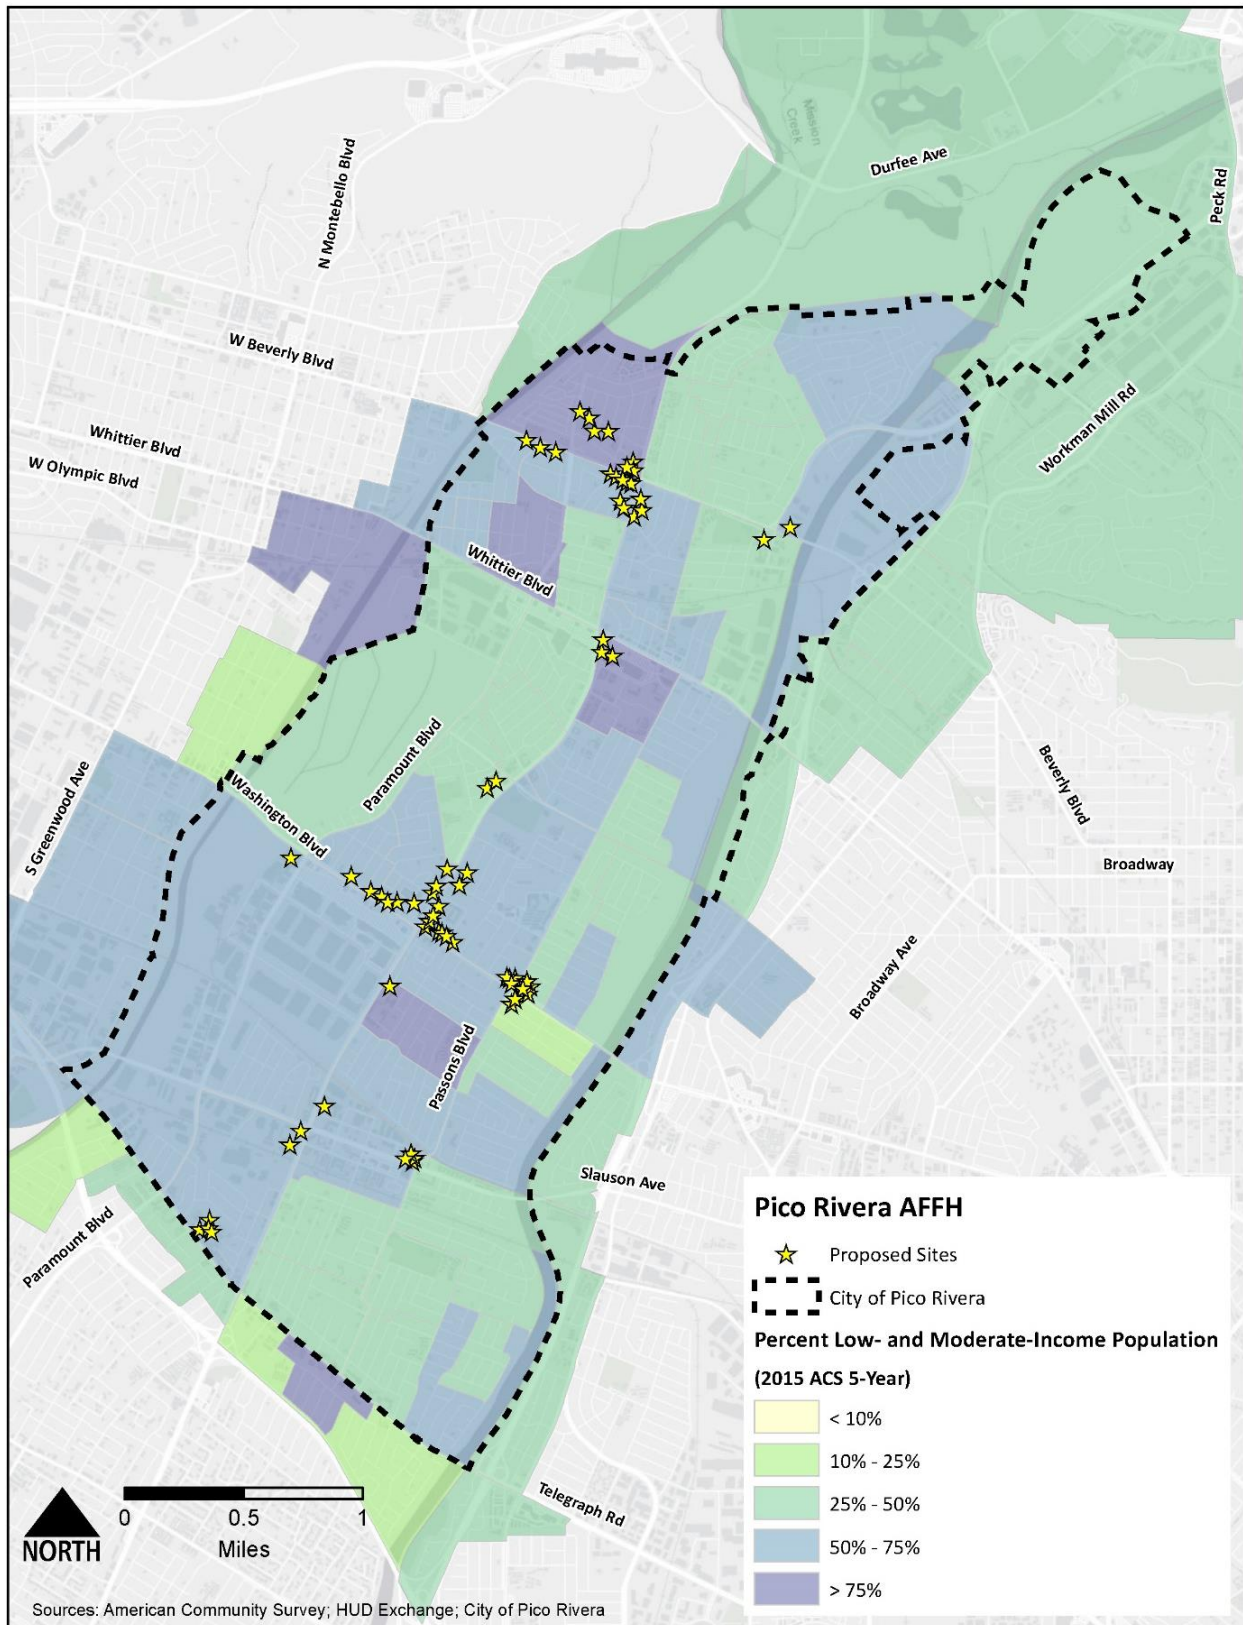 Mission
Creek
Durfee Ave
Peck Rd
N Montebello Blvd
W Beverly Blvd
Whittier Blvd
W Olympic Blvd
Workman Mill Rd
Whittier Blvd
Paramount Blvd
Washington Blvd
S Greenwood Ave
Beverly Blvd
Broadway
Broadway Ave
Passons Blvd
Slauson Ave
Paramount Blvd
Telegraph Rd
Pico Rivera AFFH
Proposed Sites
City of Pico Rivera
Percent Low- and Moderate-Income Population
(2015 ACS 5-Year)
< 10%
10% - 25%
25% - 50%
50% - 75%
> 75%
NORTH
0 0.5 1
Miles
Sources: American Community Survey; HUD Exchange; City of Pico Rivera